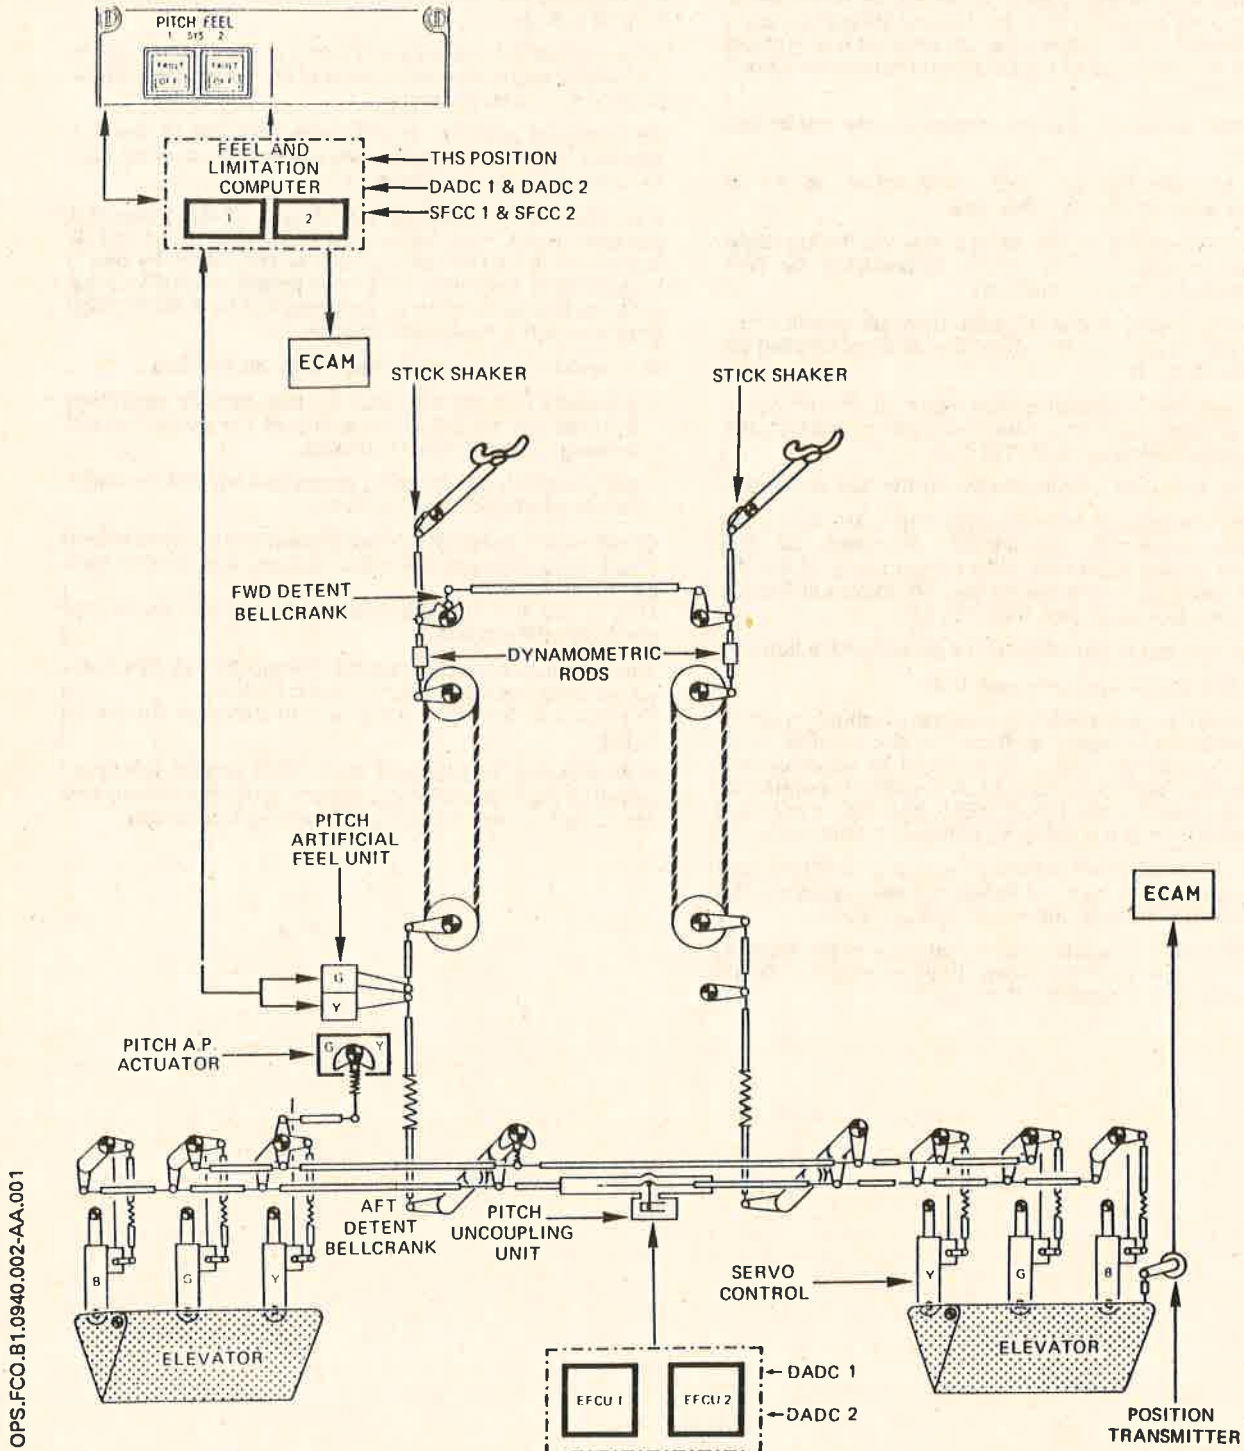 PITCH FEEL
1 SYS 2
FAULT FAULT
OFF OFF
FEEL AND
LIMITATION
COMPUTER
1 2
THS POSITION
DADC 1 & DADC 2
SFCC 1 & SFCC 2
ECAM
STICK SHAKER
STICK SHAKER
FWD DETENT
BELLCRANK
DYNAMOMETRIC
RODS
PITCH
ARTIFICIAL
FEEL UNIT
ECAM
G
Y
PITCH A.P.
ACTUATOR
G Y
AFT
DETENT
BELLCRANK
PITCH
UNCOUPLING
UNIT
SERVO
CONTROL
B G Y
Y G B
ELEVATOR
ELEVATOR
EFCU 1 EFCU 2
DADC 1
DADC 2
POSITION
TRANSMITTER
OPS.FCO.B1.0940.002-AA.001